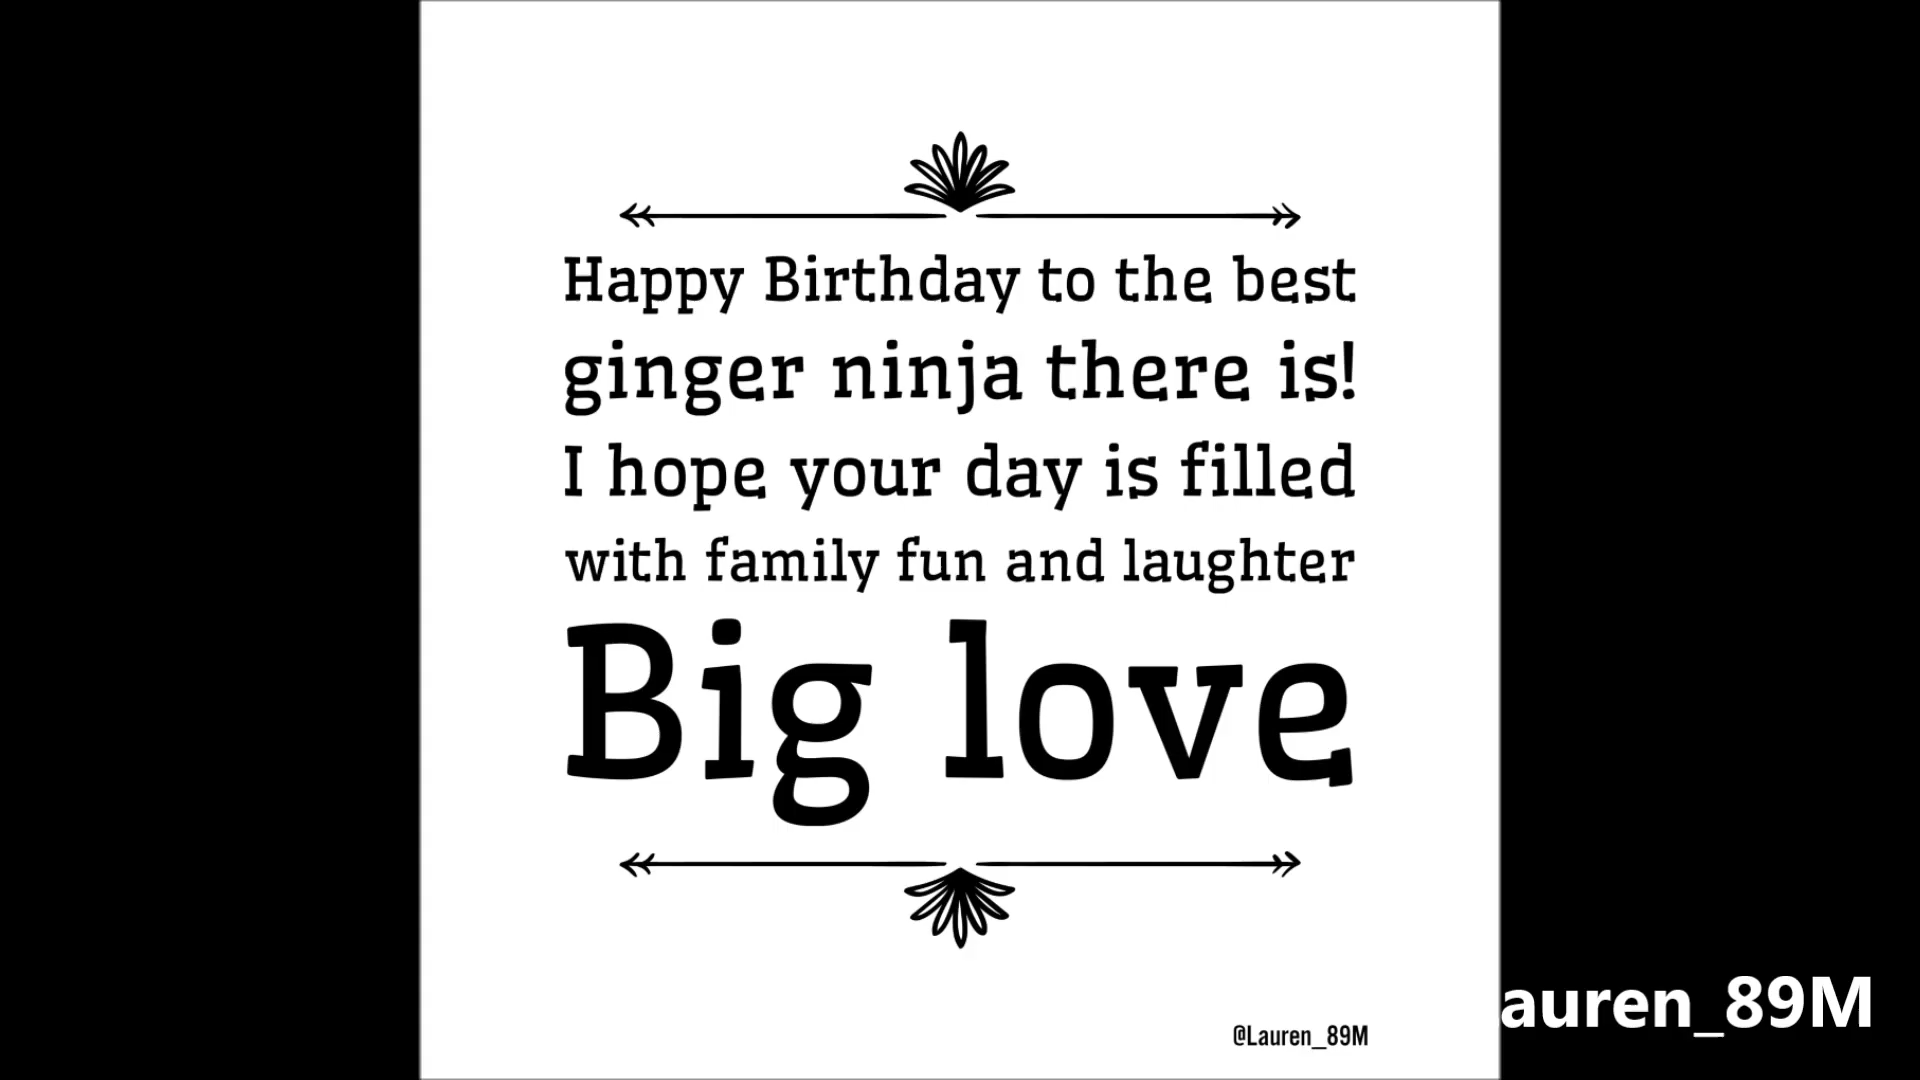 Happy Birthday to the best
ginger ninja there is!
I hope your day is filled
with family fun and laughter
Big love
@Lauren_89M
auren_89M